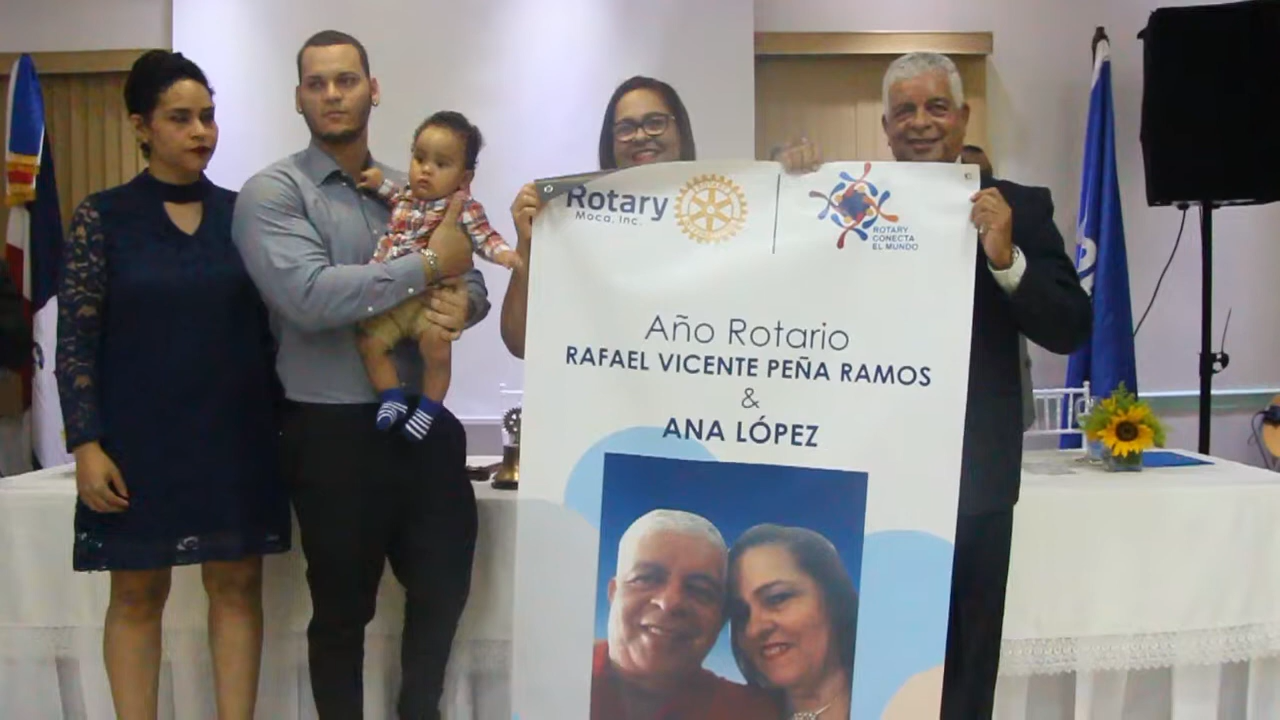 Rotary
Moca, Inc.
ROTARY
CONECTA
EL MUNDO
Año Rotario
RAFAEL VICENTE PEÑA RAMOS
&
ANA LÓPEZ